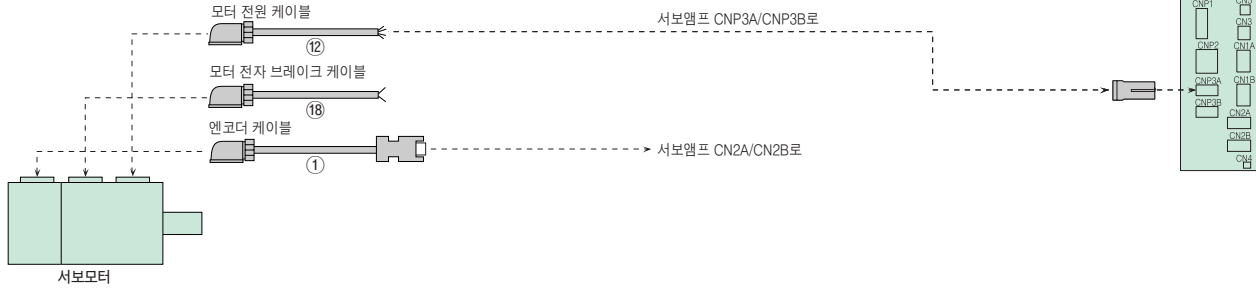 모터 전원 케이블
⑫
서보앰프 CNP3A/CNP3B로
모터 전자 브레이크 케이블
⑱
엔코더 케이블
①
서보앰프 CN2A/CN2B로
서보모터
CNP1
CN3
CN1A
CNP2
CNP3A
CN1B
CNP3B
CN2A
CN2B
CN4